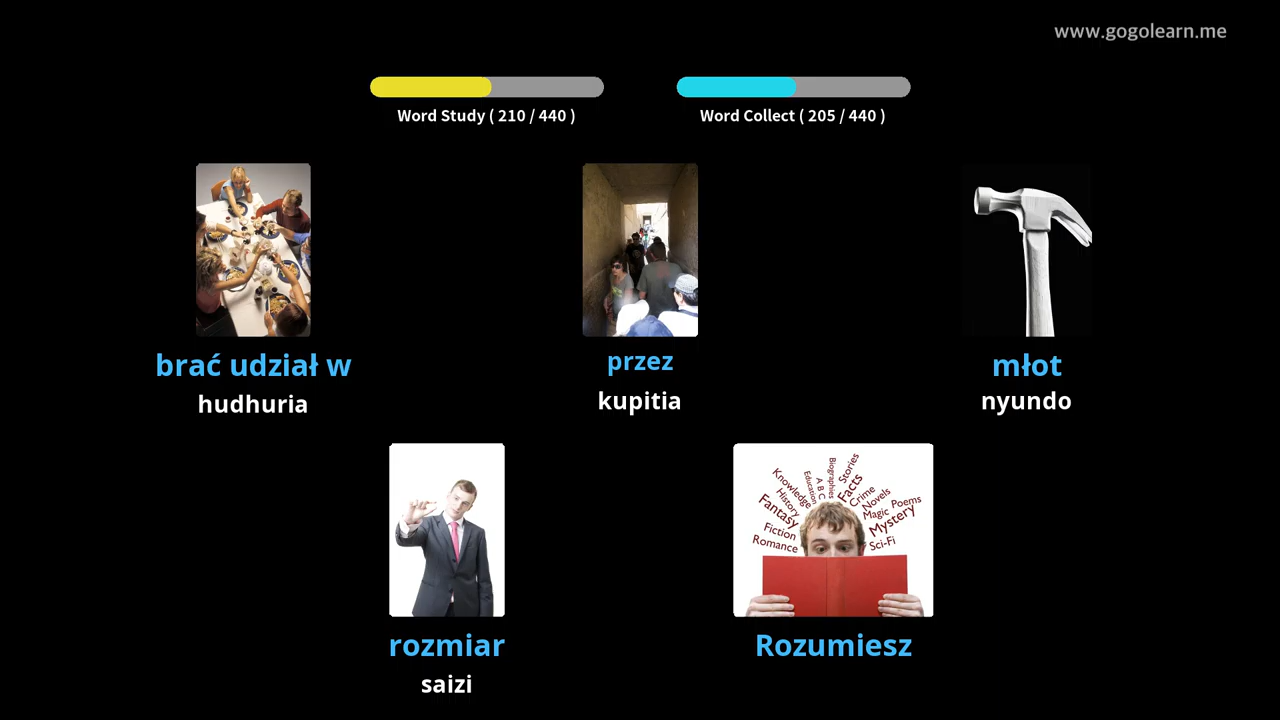 www.gogolearn.me
Word Study ( 210 / 440 )
Word Collect ( 205 / 440 )
brać udział w
hudhuria
przez
kupitia
młot
nyundo
Knowledge
History
Fantasy
Fiction
Romance
Education
A B C
Biographies
Stories
Facts
Crime
Novels
Magic
Poems
Mystery
Sci-Fi
rozmiar
saizi
Rozumiesz